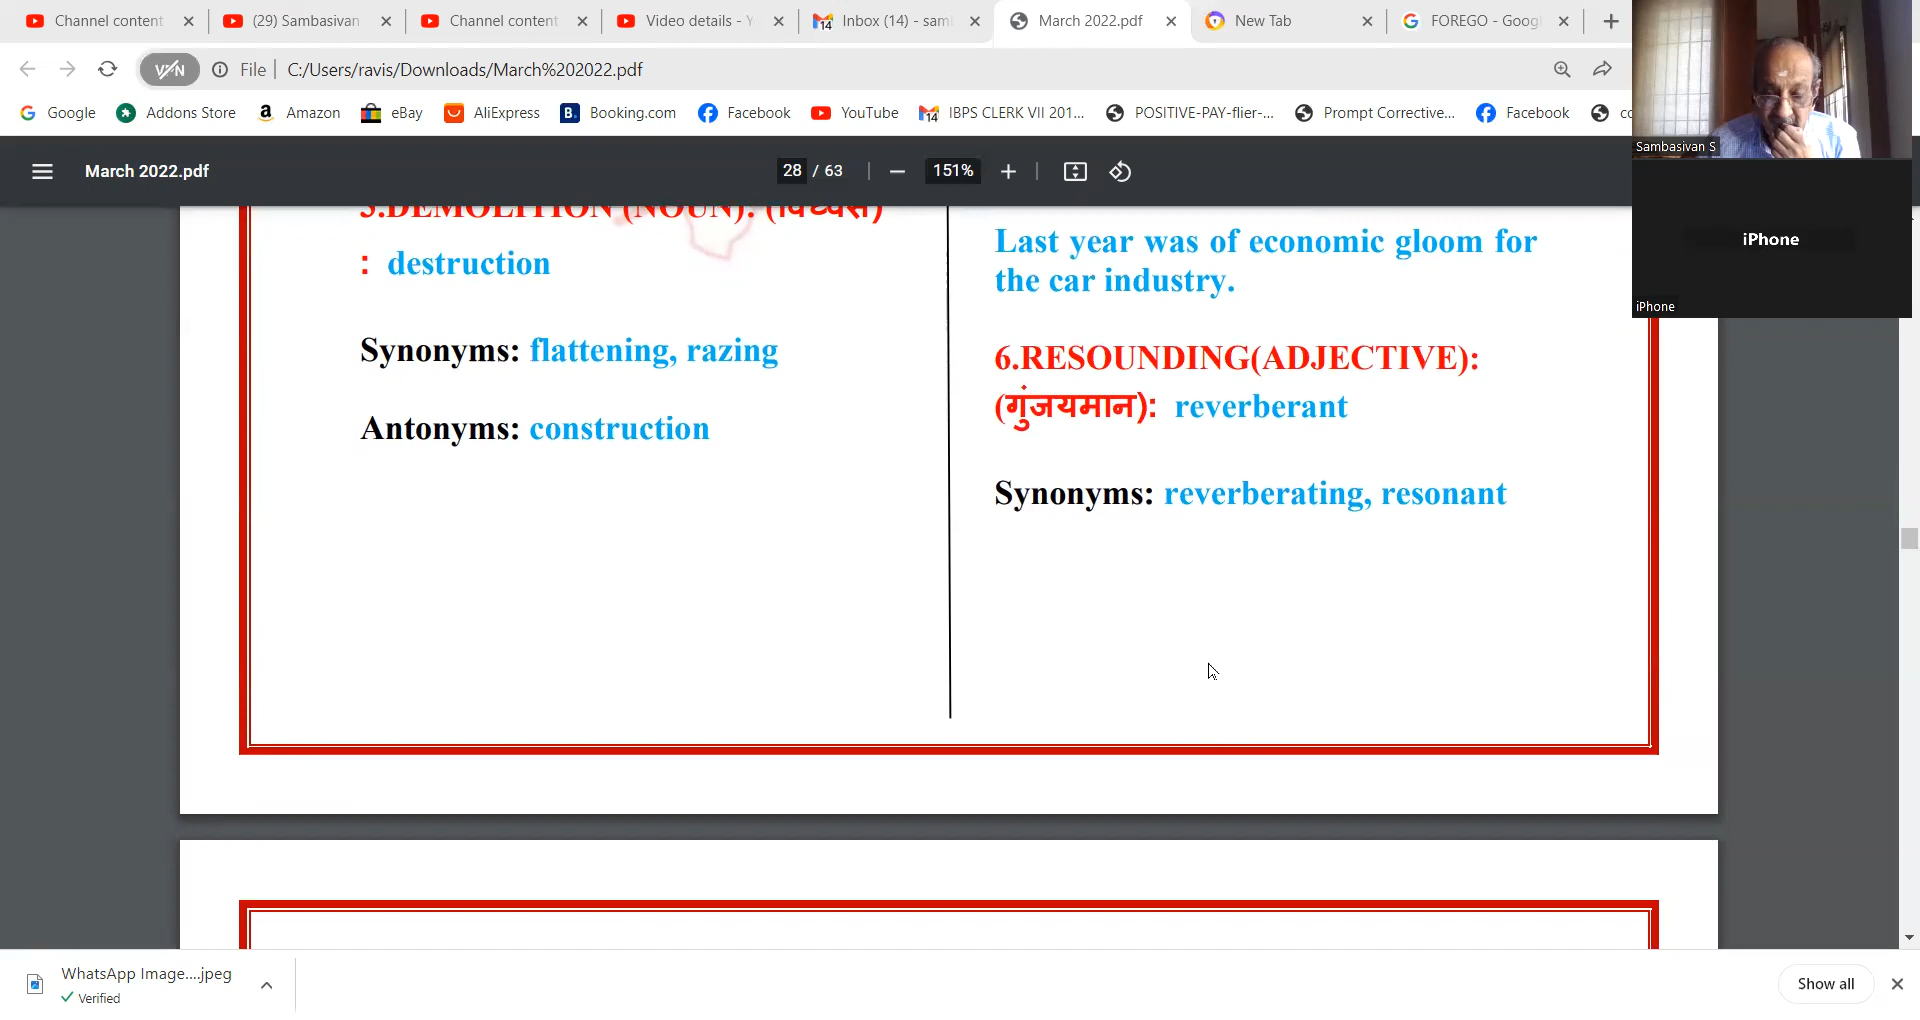 Channel content
(29) Sambasivan
Channel content
Video details - Y
Inbox (14) - sam
March 2022.pdf
New Tab
FOREGO - Goog
VPN
File
C:/Users/ravis/Downloads/March%202022.pdf
Google
Addons Store
Amazon
eBay
AliExpress
Booking.com
Facebook
YouTube
IBPS CLERK VII 201...
POSITIVE-PAY-flier-...
Prompt Corrective...
Facebook
Sambasivan S
iPhone
iPhone
March 2022.pdf
28 / 63
151%
3.DEMOLITION (NOUN): (विध्वंस)
: destruction
Synonyms: flattening, razing
Antonyms: construction
Last year was of economic gloom for
the car industry.
6.RESOUNDING(ADJECTIVE):
(गुंजयमान): reverberant
Synonyms: reverberating, resonant
WhatsApp Image....jpeg
Verified
Show all